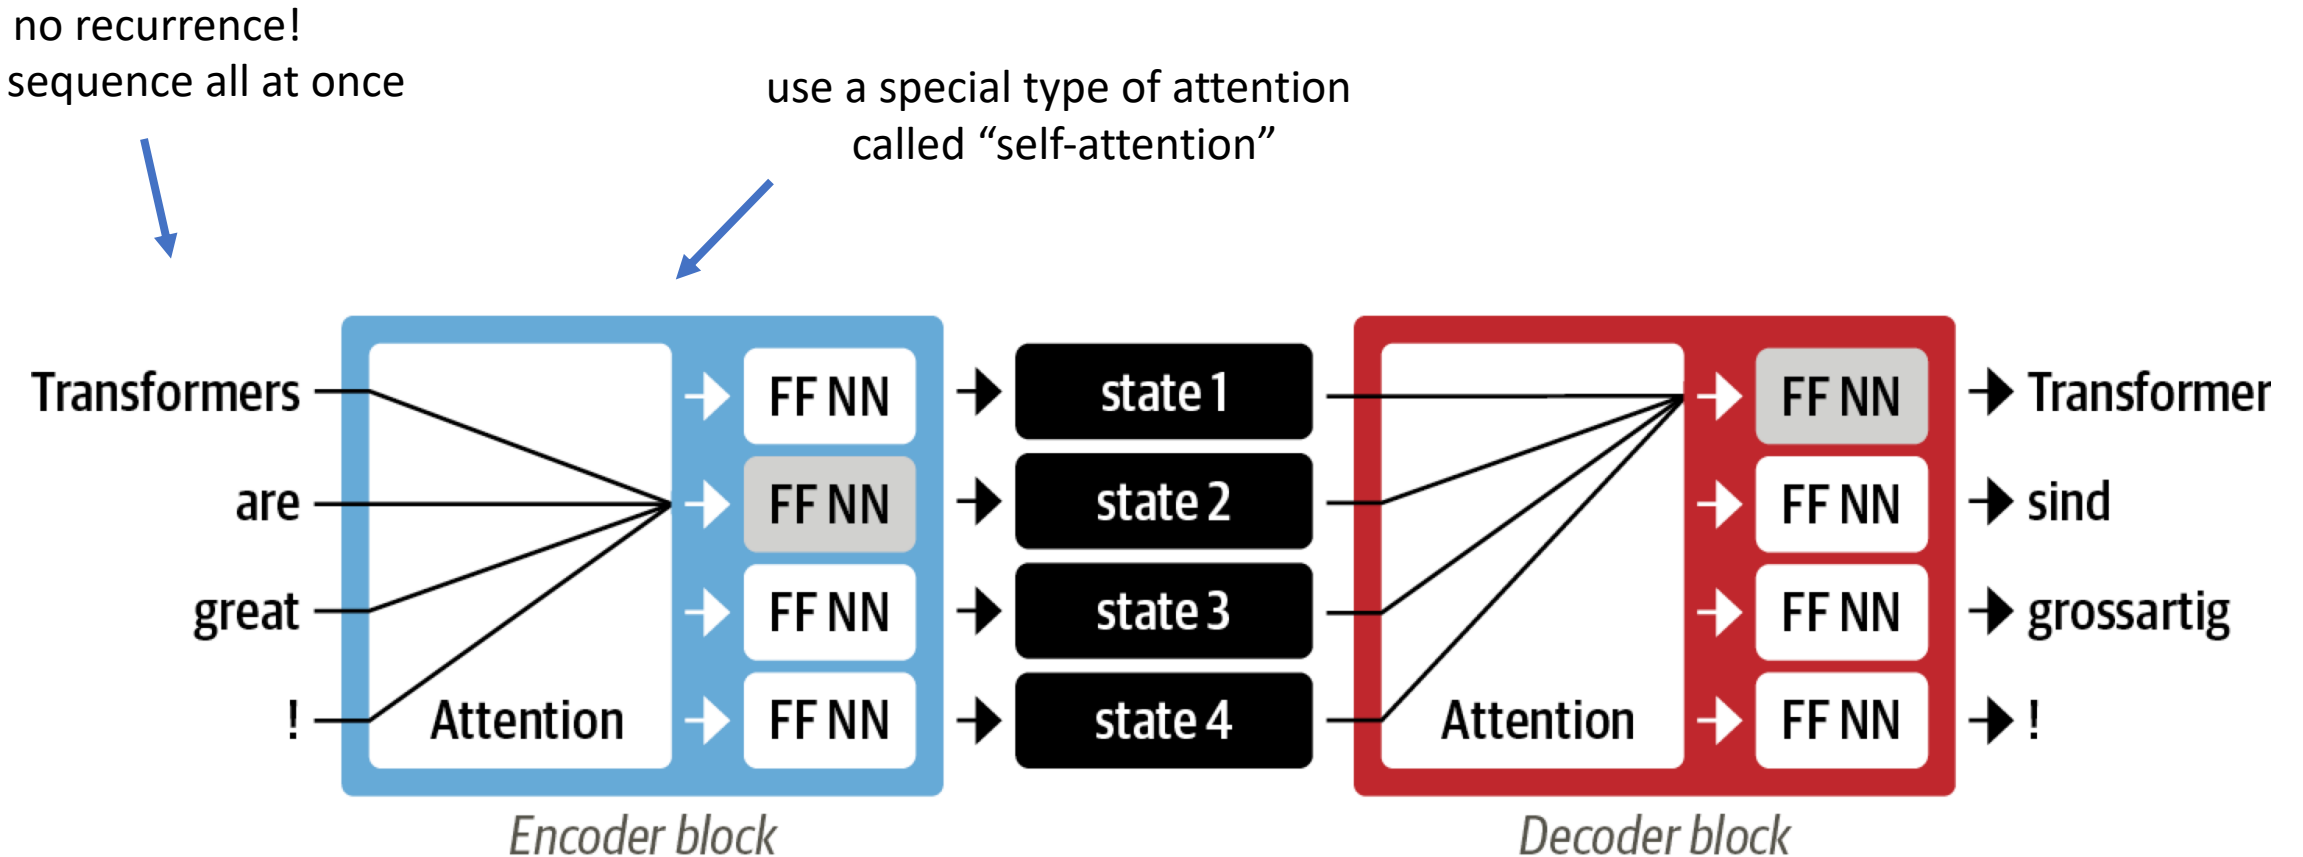 no recurrence!
sequence all at once
use a special type of attention
called “self-attention”
Transformers
are
great
!
Attention
FF NN
FF NN
FF NN
FF NN
Encoder block
state 1
state 2
state 3
state 4
Attention
FF NN
FF NN
FF NN
FF NN
Decoder block
Transformer
sind
grossartig
!